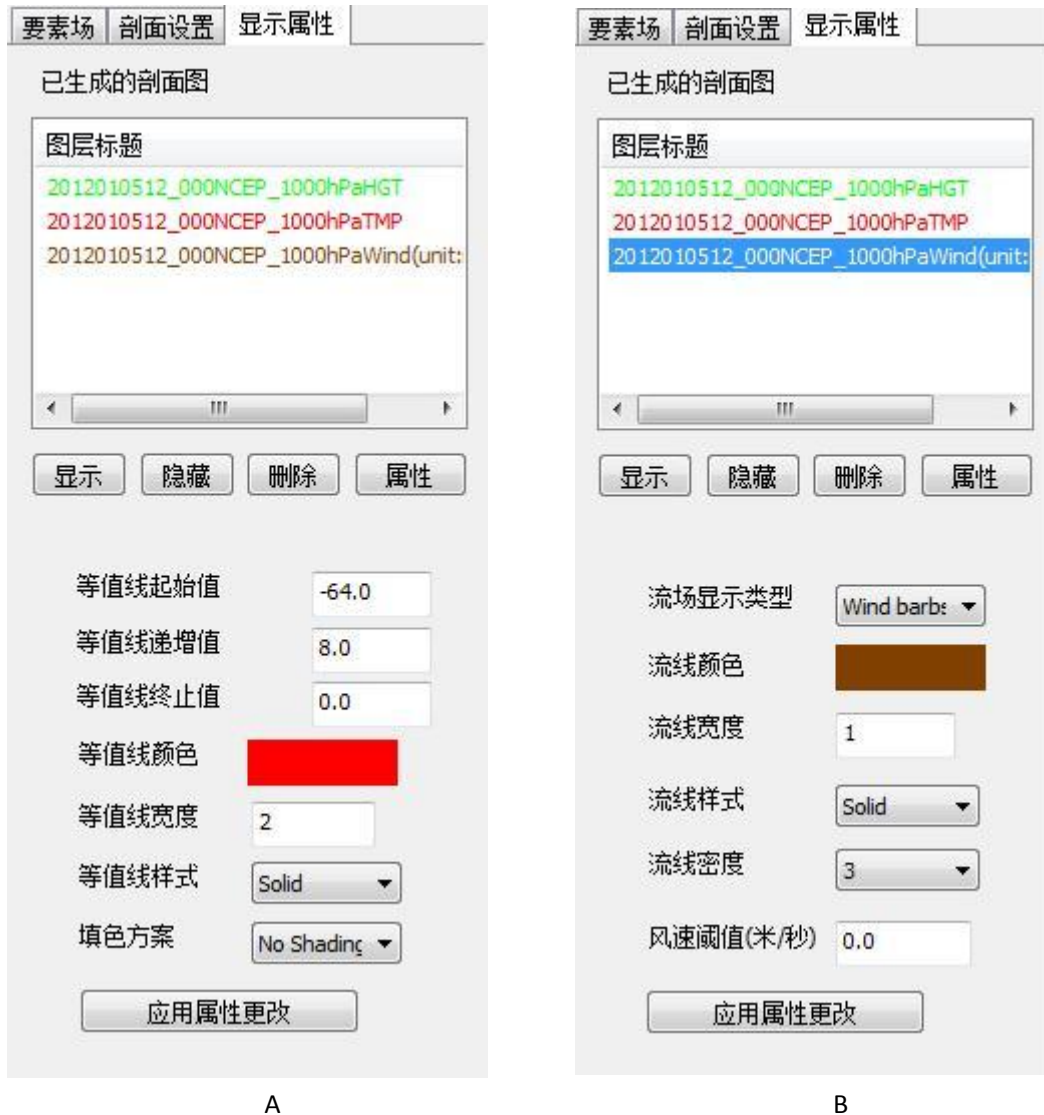 要素场 剖面设置 显示属性
已生成的剖面图
图层标题
2012010512_000NCEP_1000hPaHGT
2012010512_000NCEP_1000hPaTMP
2012010512_000NCEP_1000hPaWind(unit:
显示 隐藏 删除 属性
等值线起始值 -64.0
等值线递增值 8.0
等值线终止值 0.0
等值线颜色
等值线宽度 2
等值线样式 Solid
填色方案 No Shading
应用属性更改
A
要素场 剖面设置 显示属性
已生成的剖面图
图层标题
2012010512_000NCEP_1000hPaHGT
2012010512_000NCEP_1000hPaTMP
2012010512_000NCEP_1000hPaWind(unit:
显示 隐藏 删除 属性
流场显示类型 Wind barbs
流线颜色
流线宽度 1
流线样式 Solid
流线密度 3
风速阈值(米/秒) 0.0
应用属性更改
B